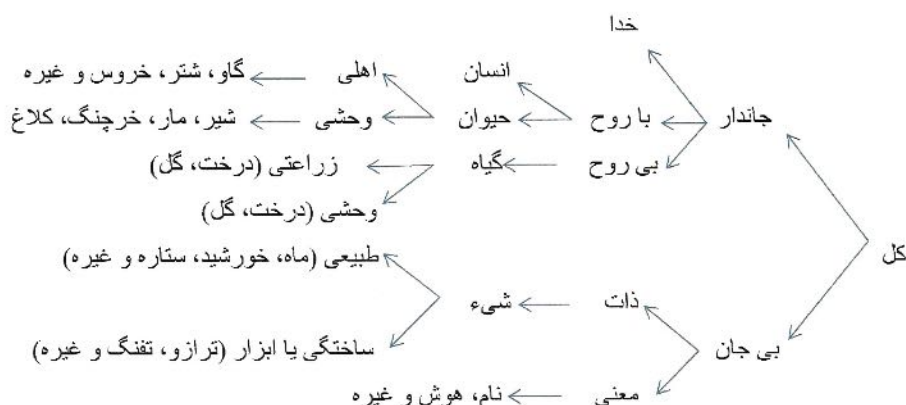 خدا
انسان اهلی گاو، شتر، خروس و غیره
جاندار با روح حیوان وحشی شیر، مار، خرچنگ، کلاغ
بی روح گیاه زراعتی (درخت، گل)
وحشی (درخت، گل)
کل
طبیعی (ماه، خورشید، ستاره و غیره)
ذات شیء
بی جان ساختگی یا ابزار (ترازو، تفنگ و غیره)
معنی نام، هوش و غیره